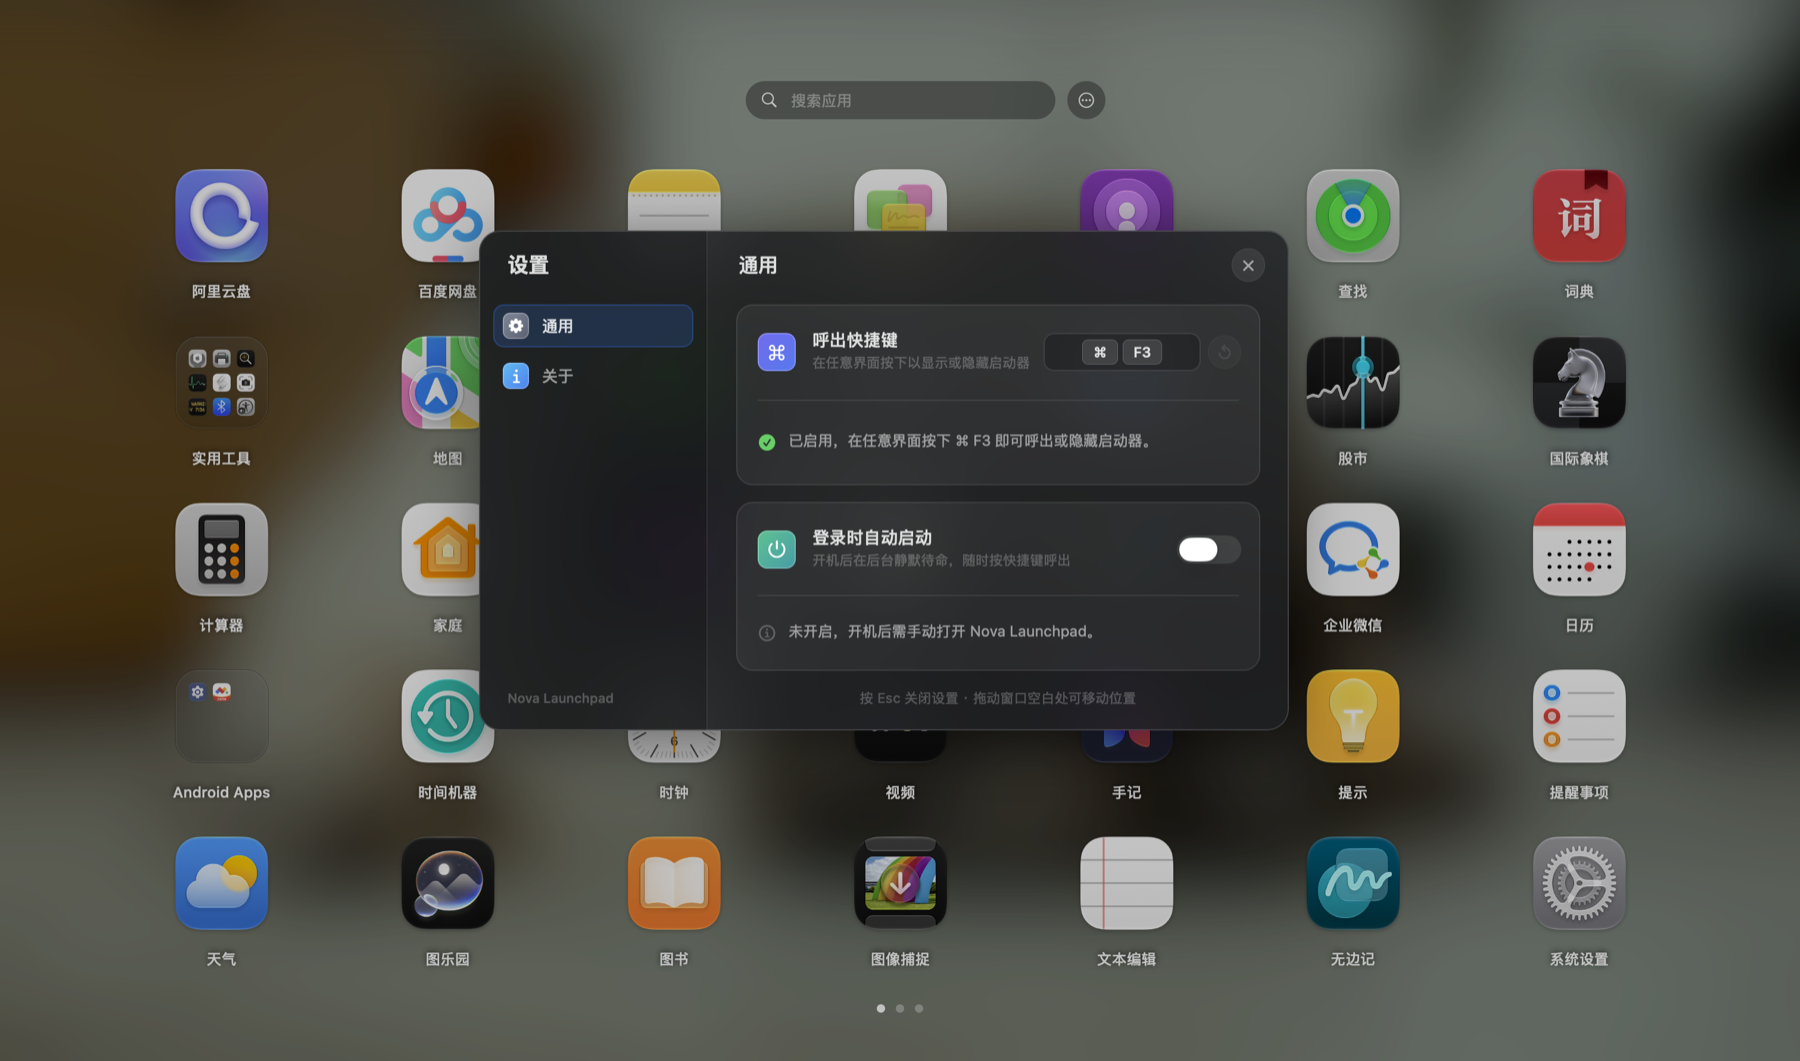 搜索应用
词
阿里云盘
百度网盘
查找
词典
设置
通用
关于
Nova Launchpad
通用
呼出快捷键
在任意界面按下以显示或隐藏启动器
⌘ F3
已启用，在任意界面按下 ⌘ F3 即可呼出或隐藏启动器。
登录时自动启动
开机后在后台静默待命，随时按快捷键呼出
未开启，开机后需手动打开 Nova Launchpad。
按 Esc 关闭设置 · 拖动窗口空白处可移动位置
实用工具
地图
股市
国际象棋
计算器
家庭
企业微信
日历
6
Android Apps
时间机器
时钟
视频
手记
提示
提醒事项
天气
图乐园
图书
图像捕捉
文本编辑
无边记
系统设置